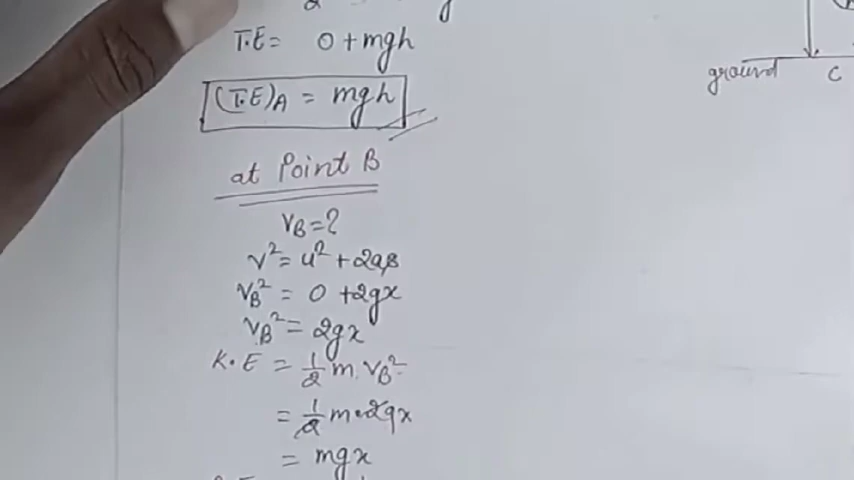 T.E = 0 + mgh
ground C
(T.E)A = mgh
at Point B
VB = ?
v² = u² + 2as
VB² = 0 + 2gx
VB² = 2gx
K.E = 1/2 m. VB²
= 1/2 m × 2gx
= mgx